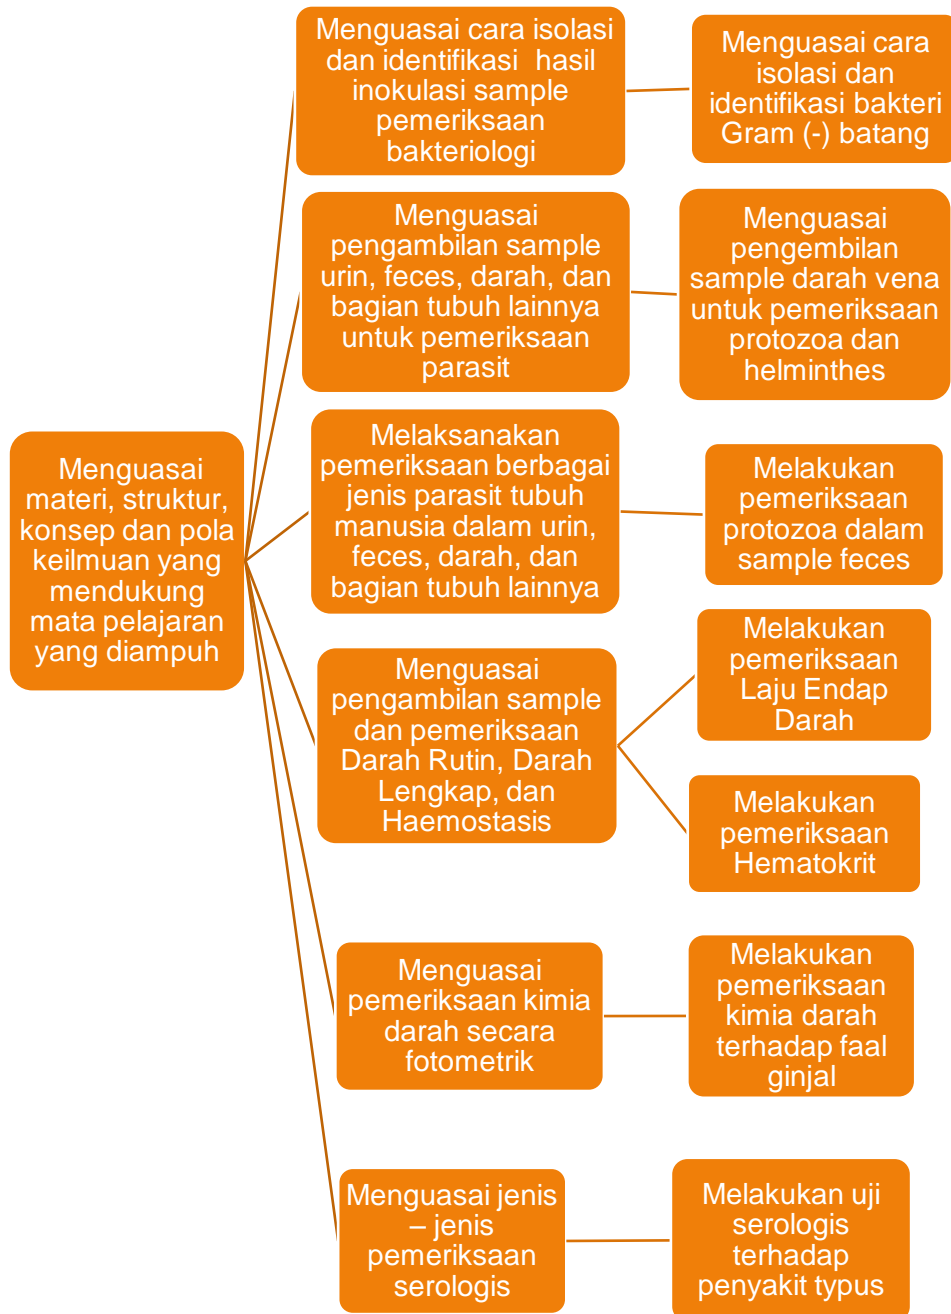 Menguasai
materi, struktur,
konsep dan pola
keilmuan yang
mendukung
mata pelajaran
yang diampuh
Menguasai cara isolasi
dan identifikasi hasil
inokulasi sample
pemeriksaan
bakteriologi
Menguasai cara
isolasi dan
identifikasi bakteri
Gram (-) batang
Menguasai
pengambilan sample
urin, feces, darah, dan
bagian tubuh lainnya
untuk pemeriksaan
parasit
Menguasai
pengembilan
sample darah vena
untuk pemeriksaan
protozoa dan
helminthes
Melaksanakan
pemeriksaan berbagai
jenis parasit tubuh
manusia dalam urin,
feces, darah, dan
bagian tubuh lainnya
Melakukan
pemeriksaan
protozoa dalam
sample feces
Menguasai
pengambilan sample
dan pemeriksaan
Darah Rutin, Darah
Lengkap, dan
Haemostasis
Melakukan
pemeriksaan
Laju Endap
Darah
Melakukan
pemeriksaan
Hematokrit
Menguasai
pemeriksaan kimia
darah secara
fotometrik
Melakukan
pemeriksaan
kimia darah
terhadap faal
ginjal
Menguasai jenis
– jenis
pemeriksaan
serologis
Melakukan uji
serologis
terhadap
penyakit typus